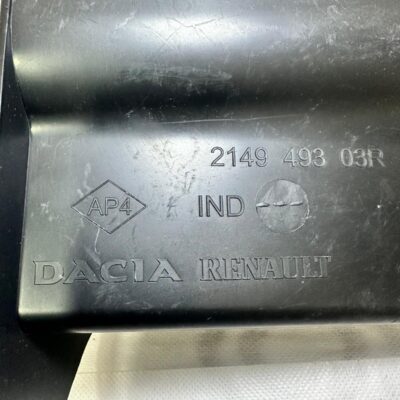 2149 493 03R
AP4 IND ---
DACIA RENAULT